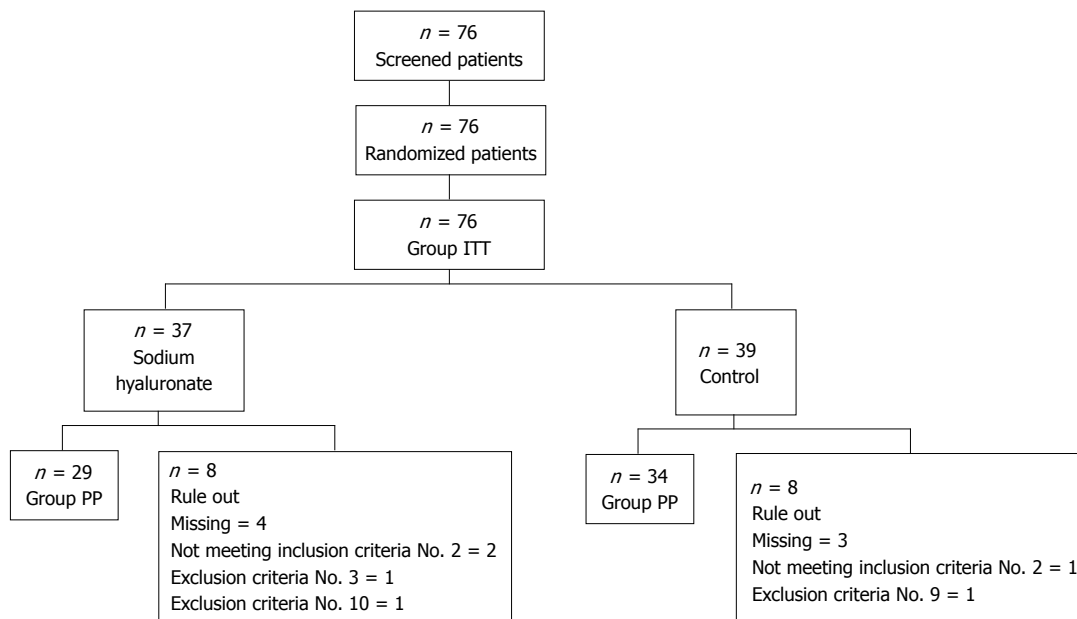 n = 76
Screened patients
n = 76
Randomized patients
n = 76
Group ITT
n = 37
Sodium
hyaluronate
n = 39
Control
n = 29
Group PP
n = 8
Rule out
Missing = 4
Not meeting inclusion criteria No. 2 = 2
Exclusion criteria No. 3 = 1
Exclusion criteria No. 10 = 1
n = 34
Group PP
n = 8
Rule out
Missing = 3
Not meeting inclusion criteria No. 2 = 1
Exclusion criteria No. 9 = 1